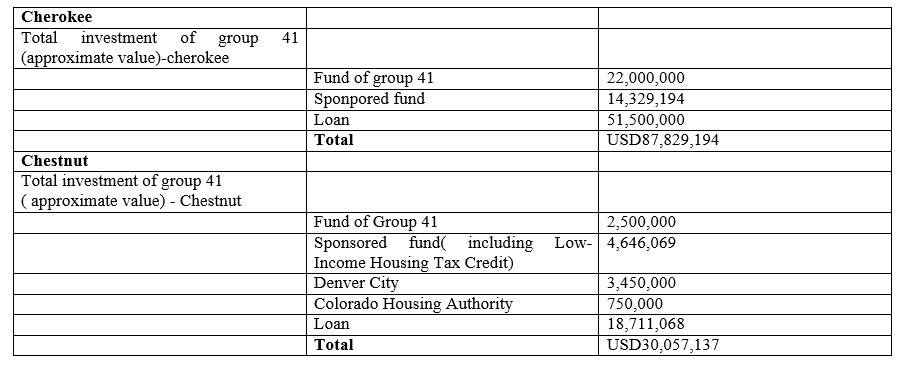 Cherokee
Total investment of group 41
(approximate value)-cherokee
Fund of group 41 22,000,000
Sponpored fund 14,329,194
Loan 51,500,000
Total USD87,829,194
Chestnut
Total investment of group 41
( approximate value) - Chestnut
Fund of Group 41 2,500,000
Sponsored fund( including Low- 4,646,069
Income Housing Tax Credit)
Denver City 3,450,000
Colorado Housing Authority 750,000
Loan 18,711,068
Total USD30,057,137